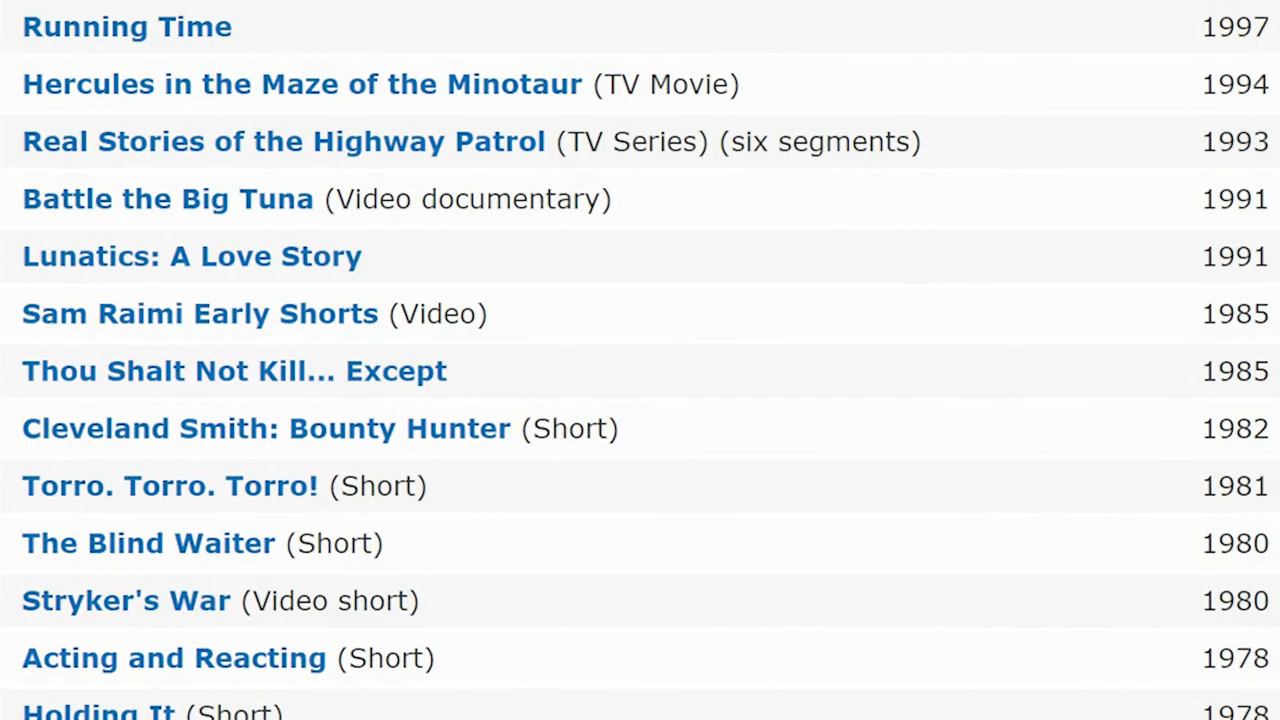 Running Time 1997
Hercules in the Maze of the Minotaur (TV Movie) 1994
Real Stories of the Highway Patrol (TV Series) (six segments) 1993
Battle the Big Tuna (Video documentary) 1991
Lunatics: A Love Story 1991
Sam Raimi Early Shorts (Video) 1985
Thou Shalt Not Kill... Except 1985
Cleveland Smith: Bounty Hunter (Short) 1982
Torro. Torro. Torro! (Short) 1981
The Blind Waiter (Short) 1980
Stryker's War (Video short) 1980
Acting and Reacting (Short) 1978
Holding It (Short) 1978